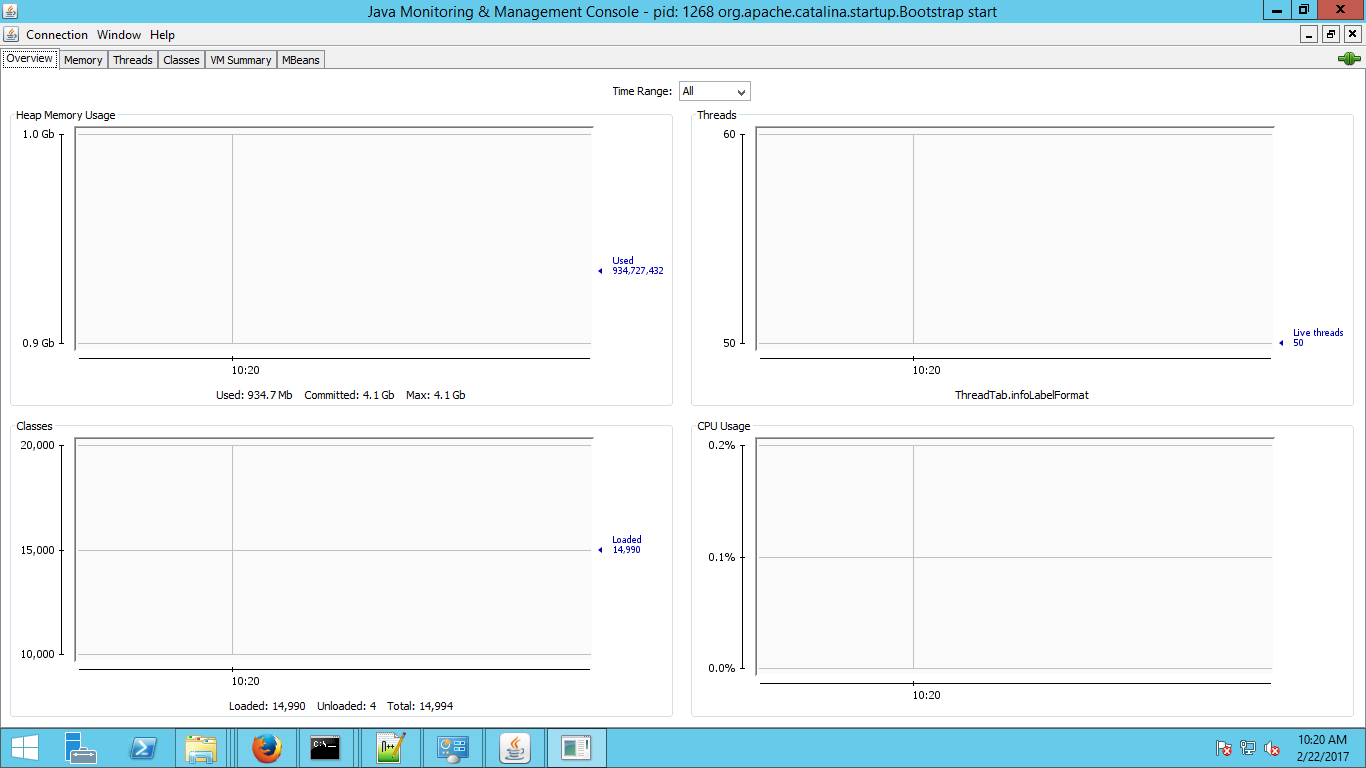 Java Monitoring & Management Console - pid: 1268 org.apache.catalina.startup.Bootstrap start
Connection Window Help
Overview Memory Threads Classes VM Summary MBeans
Time Range: All
Heap Memory Usage
1.0 Gb
0.9 Gb
Used
934,727,432
10:20
Used: 934.7 Mb Committed: 4.1 Gb Max: 4.1 Gb
Threads
60
50
Live threads
50
10:20
ThreadTab.infoLabelFormat
Classes
20,000
15,000
10,000
Loaded
14,990
10:20
Loaded: 14,990 Unloaded: 4 Total: 14,994
CPU Usage
0.2%
0.1%
0.0%
10:20
10:20 AM
2/22/2017